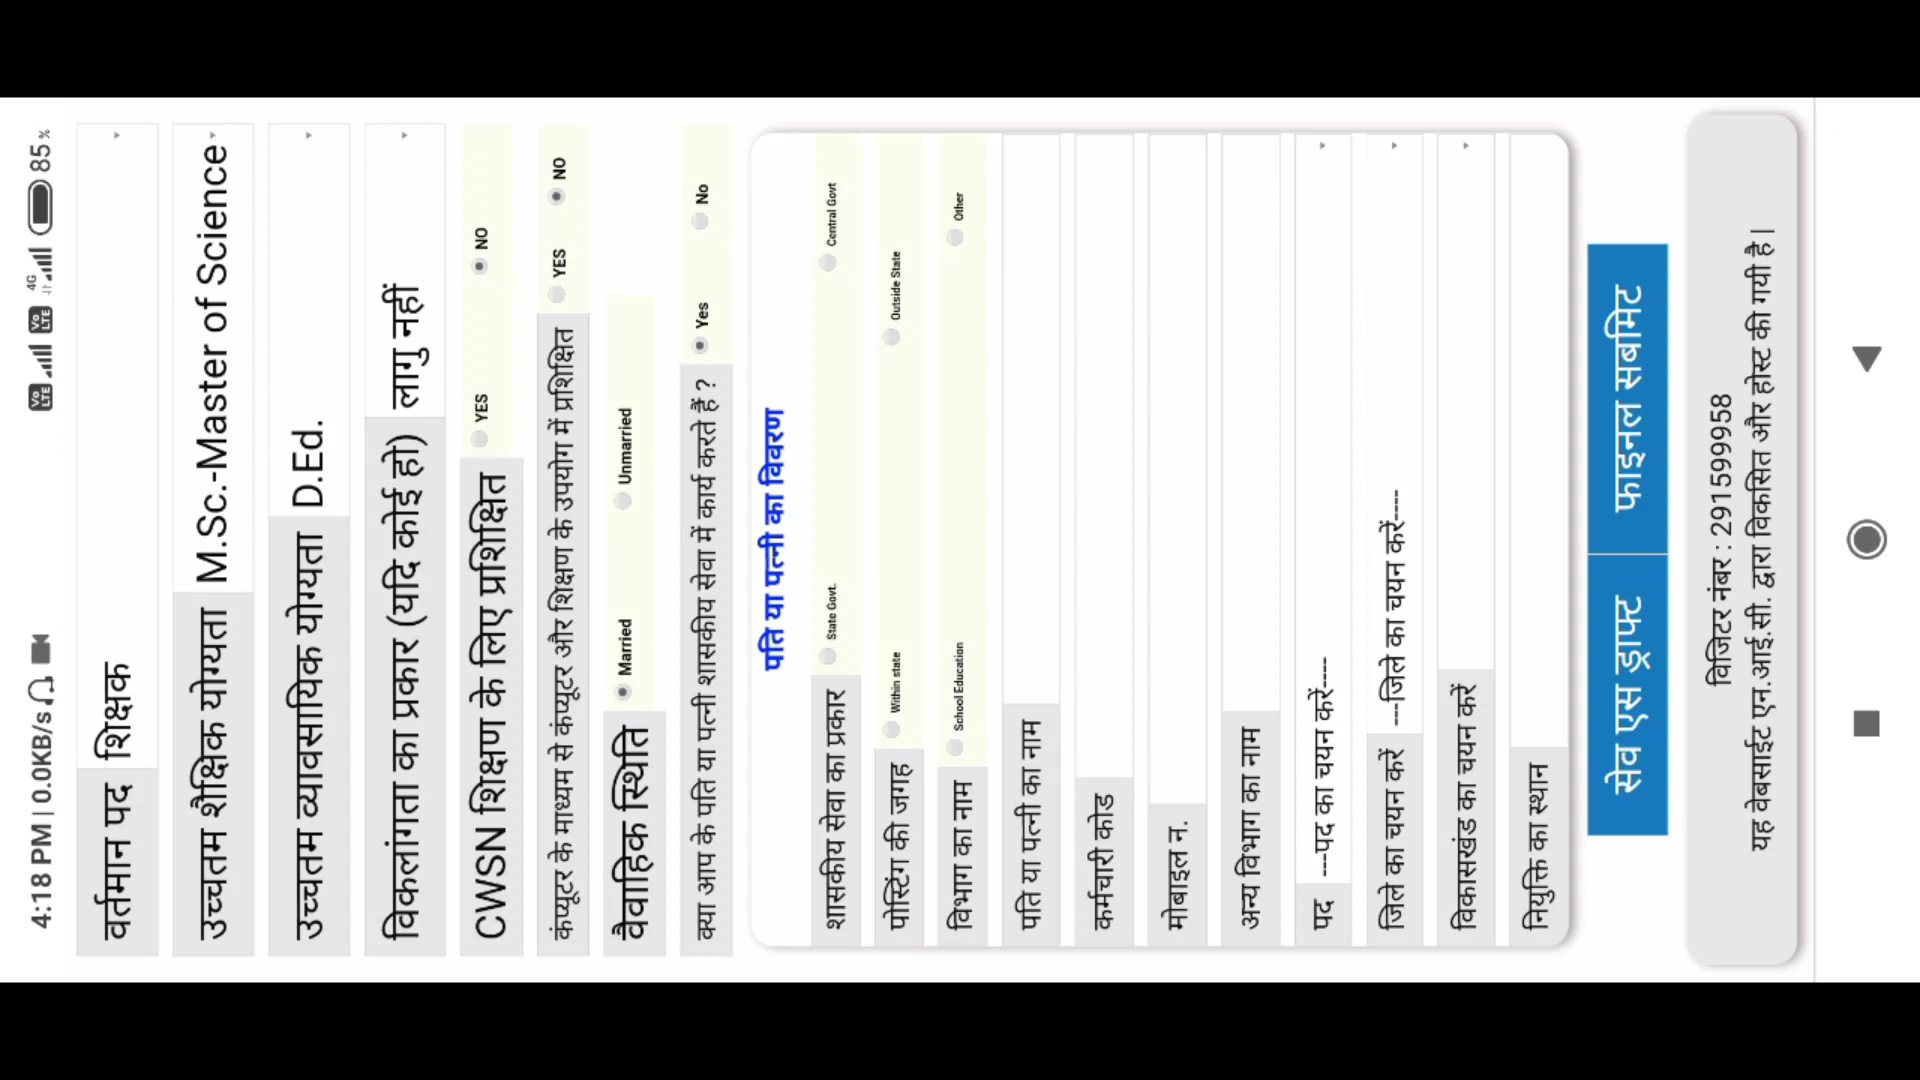 4:18 PM | 0.0KB/s
Vo LTE Vo LTE 4G 85%
वर्तमान पद शिक्षक
उच्चतम शैक्षिक योग्यता M.Sc.-Master of Science
उच्चतम व्यावसायिक योग्यता D.Ed.
विकलांगता का प्रकार (यदि कोई हो) लागु नहीं
CWSN शिक्षण के लिए प्रशिक्षित YES NO
कंप्यूटर के माध्यम से कंप्यूटर और शिक्षण के उपयोग में प्रशिक्षित YES NO
वैवाहिक स्थिति Married Unmarried
क्या आप के पति या पत्नी शासकीय सेवा में कार्य करते हैं ? Yes No
पति या पत्नी का विवरण
शासकीय सेवा का प्रकार State Govt. Central Govt
पोस्टिंग की जगह Within state Outside State
विभाग का नाम School Education Other
पति या पत्नी का नाम
कर्मचारी कोड
मोबाइल न.
अन्य विभाग का नाम
पद ---पद का चयन करें----
जिले का चयन करें ---जिले का चयन करें----
विकासखंड का चयन करें
नियुक्ति का स्थान
सेव एस ड्राफ्ट फाइनल सबमिट
विजिटर नंबर : 291599958
यह वेबसाईट एन.आई.सी. द्वारा विकसित और होस्ट की गयी है।